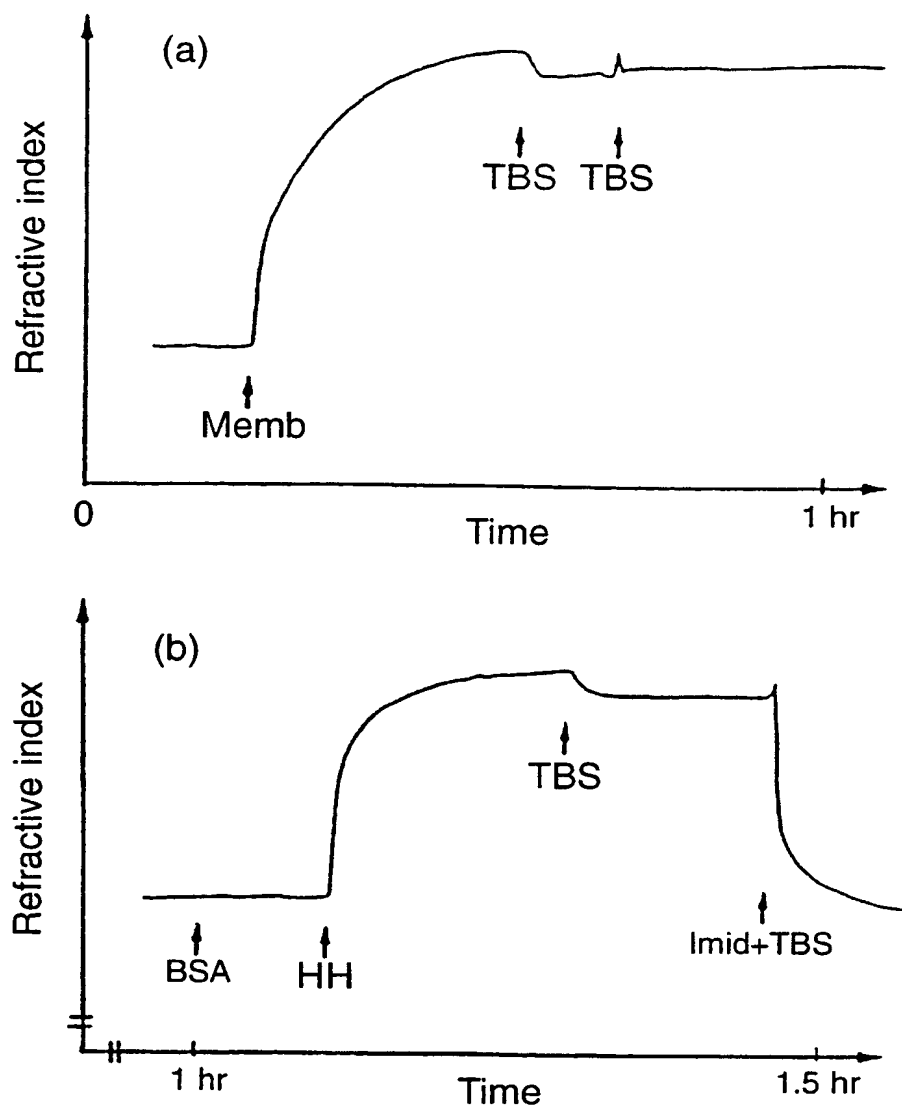 (a)
Refractive index
TBS TBS
Memb
0
1 hr
Time
(b)
Refractive index
TBS
BSA
HH
Imid+TBS
1 hr
1.5 hr
Time